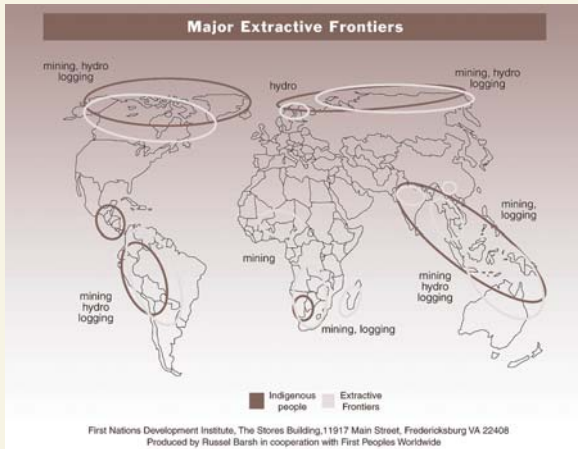 Major Extractive Frontiers
mining, hydro
logging
hydro
mining, hydro
logging
mining,
logging
mining
mining
hydro
logging
mining
hydro
logging
mining, logging
Indigenous
people
Extractive
Frontiers
First Nations Development Institute, The Stores Building,11917 Main Street, Fredericksburg VA 22408
Produced by Russel Barsh in cooperation with First Peoples Worldwide